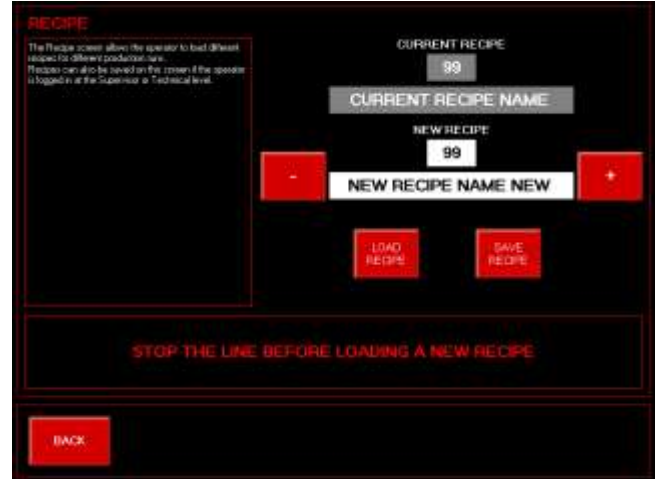 RECIPE
The Recipe screen allows the operator to load different
recipes for different production runs.
Recipes can also be saved on this screen if the operator
is logged in at the Supervisor or Technical level.
CURRENT RECIPE
99
CURRENT RECIPE NAME
NEW RECIPE
99
-
NEW RECIPE NAME NEW
+
LOAD
RECIPE
SAVE
RECIPE
STOP THE LINE BEFORE LOADING A NEW RECIPE
BACK